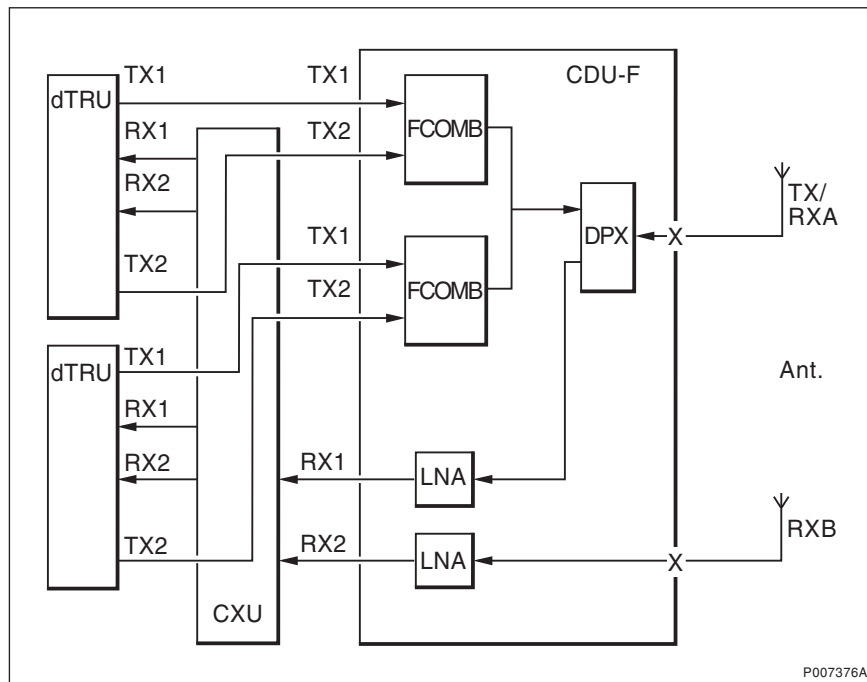 TX1
TX1
CDU-F
dTRU
RX1
TX2
FCOMB
RX2
TX/
RXA
DPX
X
TX2
TX1
TX2
FCOMB
TX1
dTRU
Ant.
RX1
RX2
RX1
LNA
RXB
TX2
RX2
LNA
X
CXU
P007376A